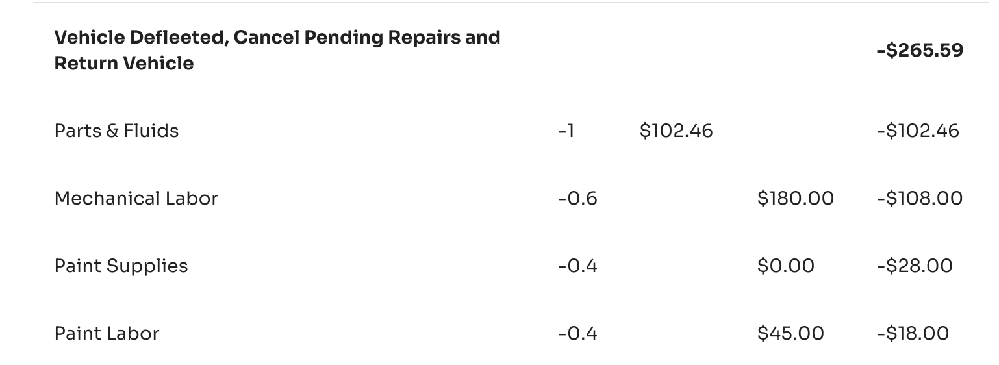 Vehicle Defleeted, Cancel Pending Repairs and
Return Vehicle
-$265.59
Parts & Fluids -1 $102.46 -$102.46
Mechanical Labor -0.6 $180.00 -$108.00
Paint Supplies -0.4 $0.00 -$28.00
Paint Labor -0.4 $45.00 -$18.00